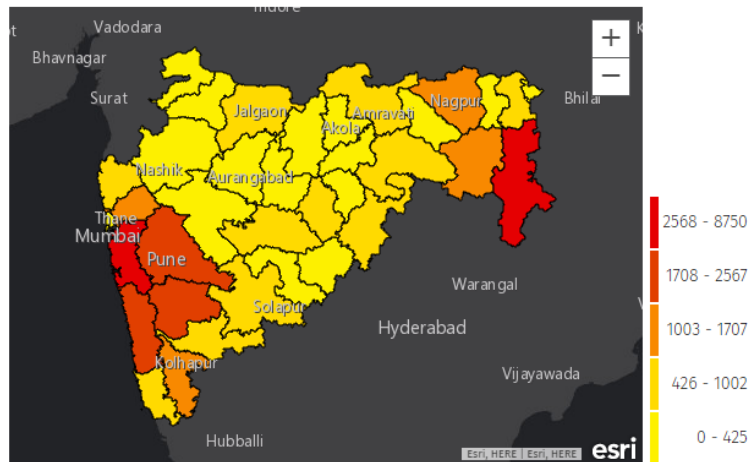 Indore
Vadodara
Bhavnagar
Surat
Bhilai
Jalgaon
Amravati
Nagpur
Akola
Nashik
Aurangabad
Thane
Mumbai
Pune
Warangal
Solapur
Hyderabad
Kolhapur
Vijayawada
Hubballi
+
−
2568 - 8750
1708 - 2567
1003 - 1707
426 - 1002
0 - 425
Esri, HERE | Esri, HERE
esri